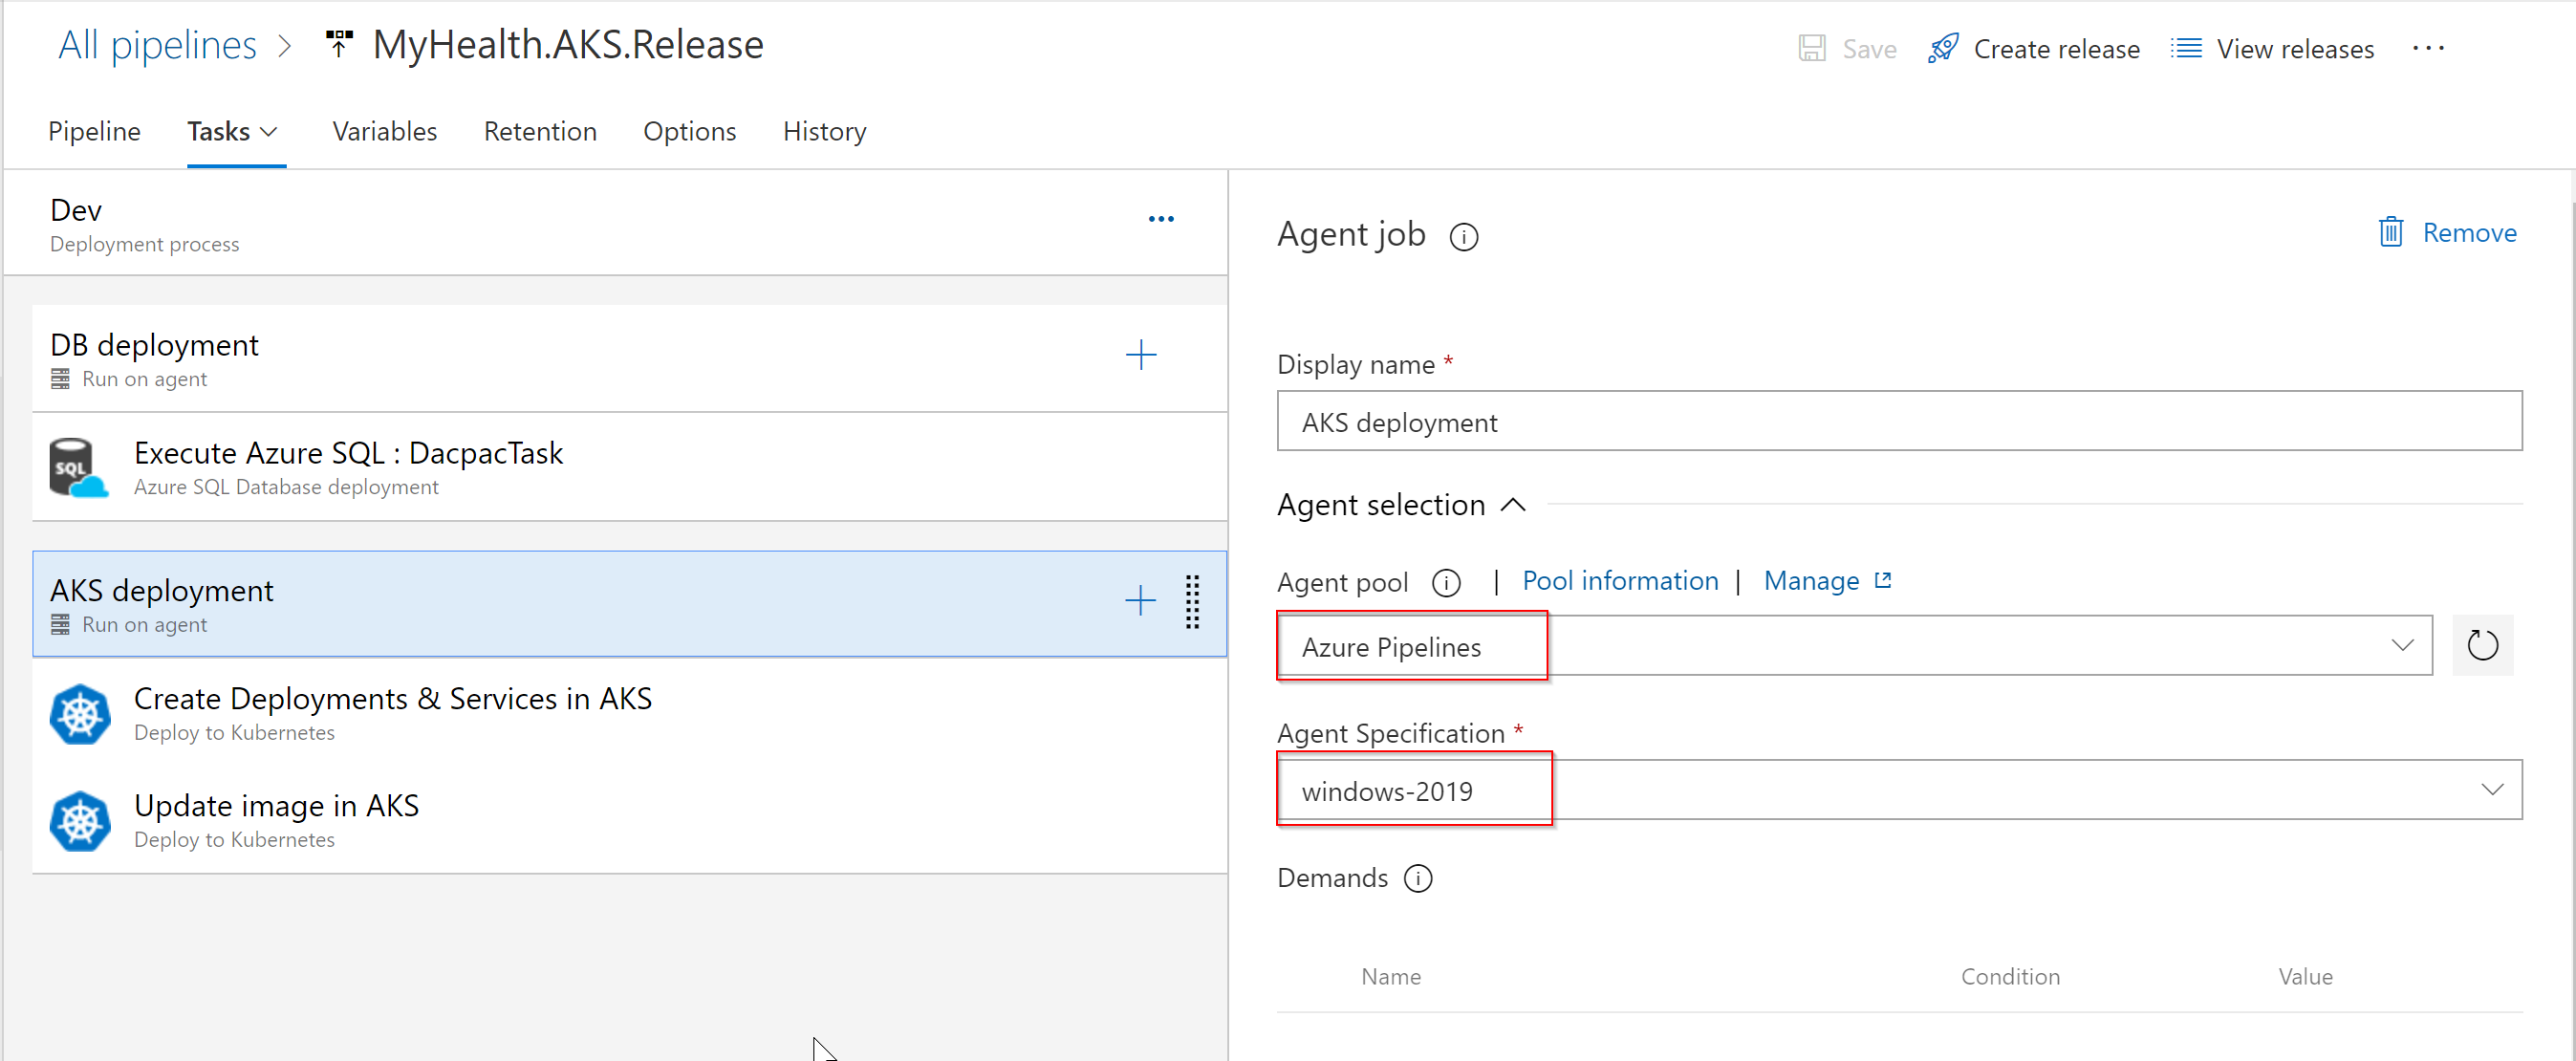 All pipelines > MyHealth.AKS.Release
Save Create release View releases ...
Pipeline Tasks Variables Retention Options History
Dev
Deployment process
DB deployment
Run on agent
SQL
Execute Azure SQL : DacpacTask
Azure SQL Database deployment
AKS deployment
Run on agent
Create Deployments & Services in AKS
Deploy to Kubernetes
Update image in AKS
Deploy to Kubernetes
Agent job
Remove
Display name *
AKS deployment
Agent selection
Agent pool | Pool information | Manage
Azure Pipelines
Agent Specification *
windows-2019
Demands
Name Condition Value